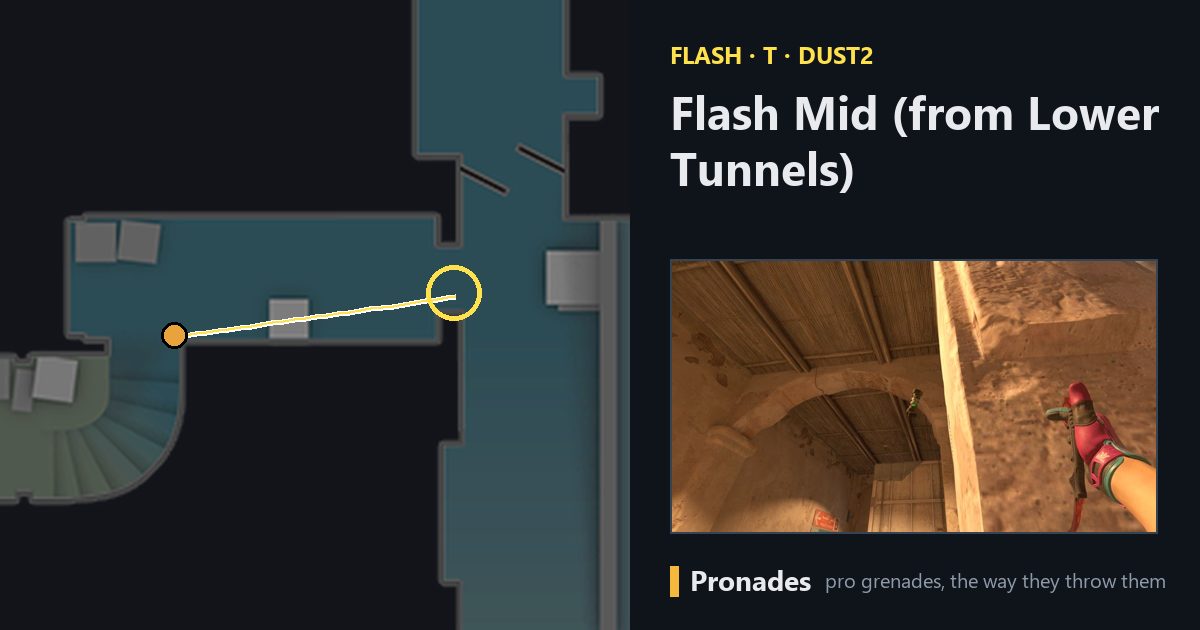 FLASH · T · DUST2
Flash Mid (from Lower
Tunnels)
Pronades pro grenades, the way they throw them